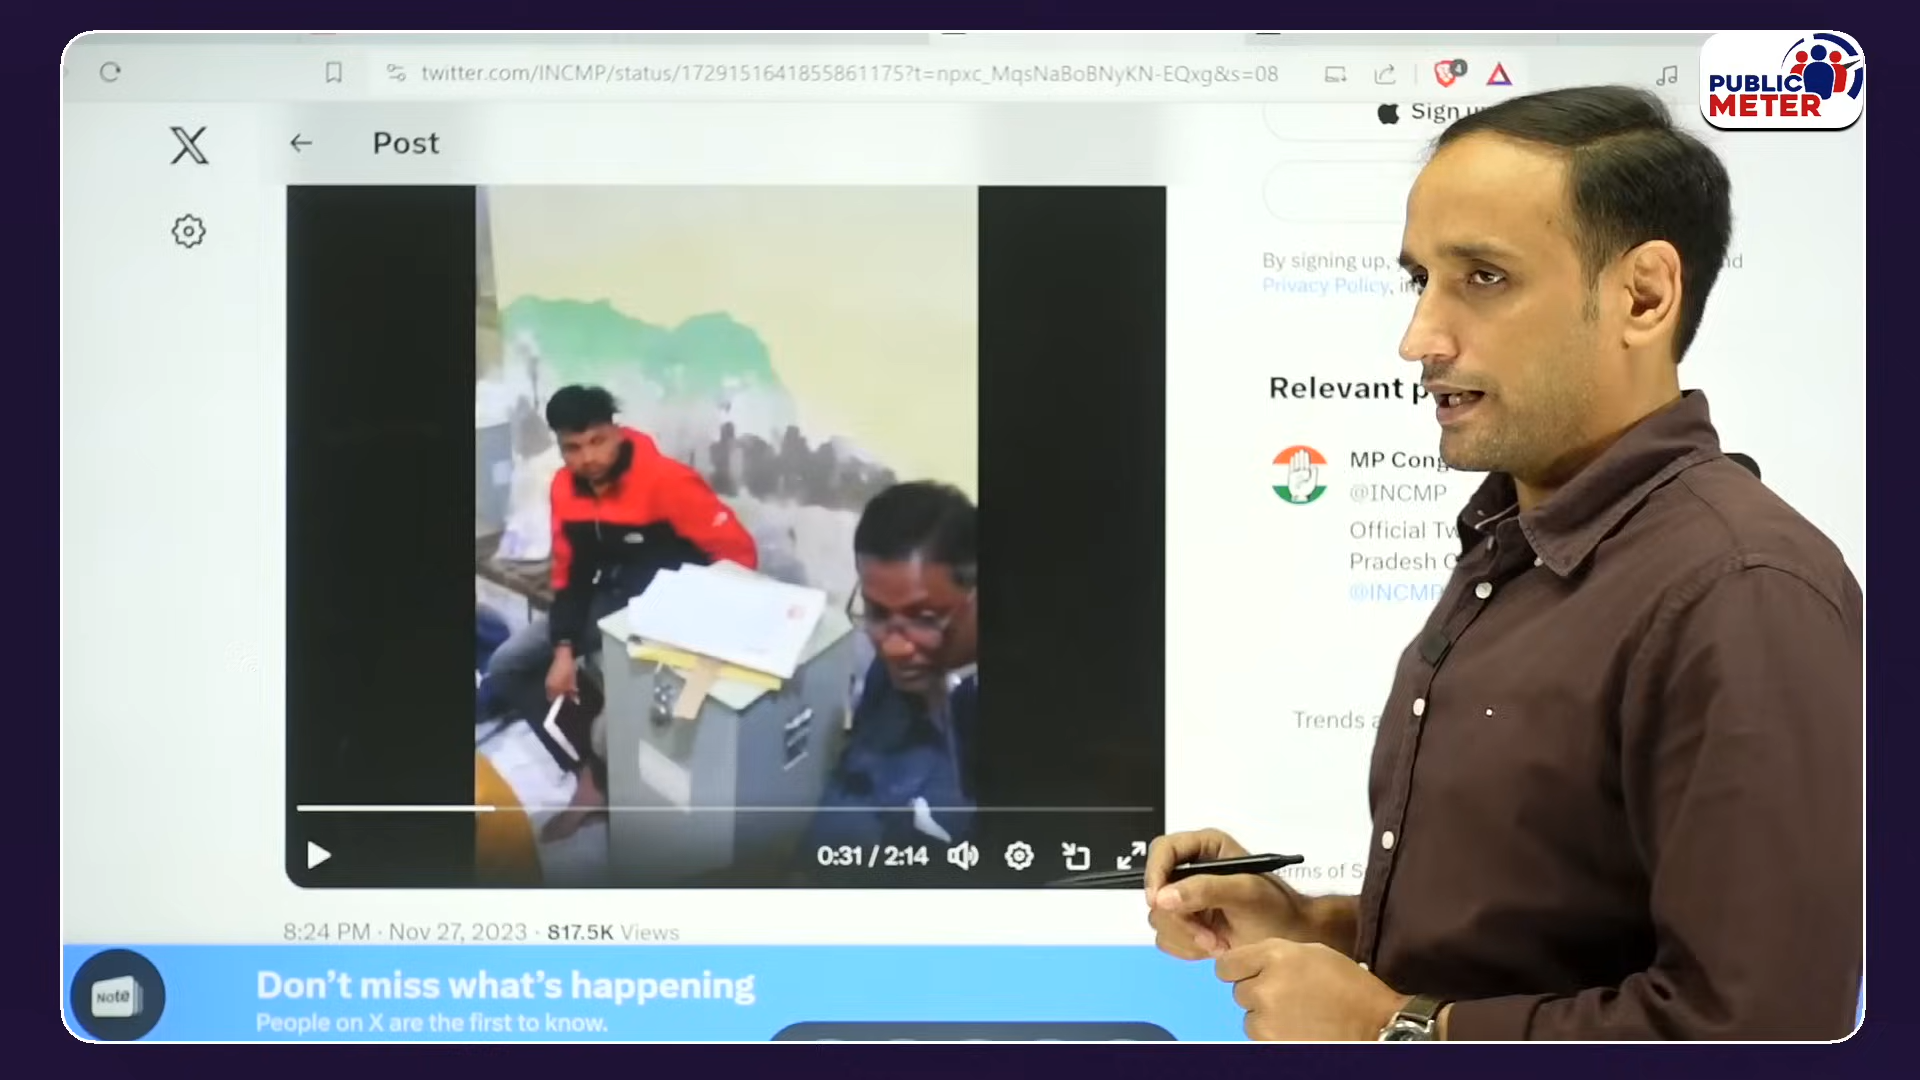 twitter.com/INCMP/status/1729151641855861175?t=npxc_MqsNaBoBNyKN-EQxg&s=08
4
PUBLIC
METER
X
Post
Sign
By signing up,
Privacy Policy,
Relevant
MP Cong
@INCMP
Official Tw
Pradesh C
@INCMP
Trends
0:31 / 2:14
8:24 PM · Nov 27, 2023 · 817.5K Views
Don't miss what's happening
People on X are the first to know.
Note